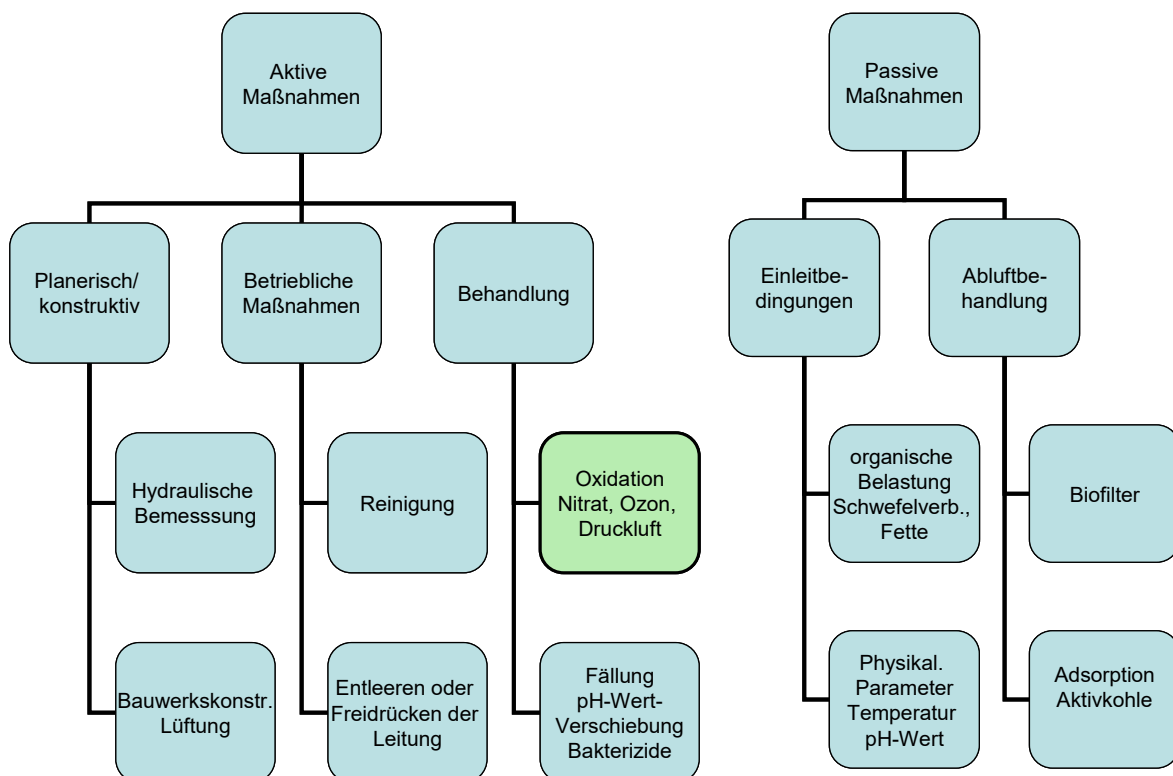 Aktive
Maßnahmen
Passive
Maßnahmen
Planerisch/
konstruktiv
Betriebliche
Maßnahmen
Behandlung
Einleitbe-
dingungen
Abluftbe-
handlung
Hydraulische
Bemesssung
Reinigung
Oxidation
Nitrat, Ozon,
Druckluft
organische
Belastung
Schwefelverb.,
Fette
Biofilter
Bauwerkskonstr.
Lüftung
Entleeren oder
Freidrücken der
Leitung
Fällung
pH-Wert-
Verschiebung
Bakterizide
Physikal.
Parameter
Temperatur
pH-Wert
Adsorption
Aktivkohle